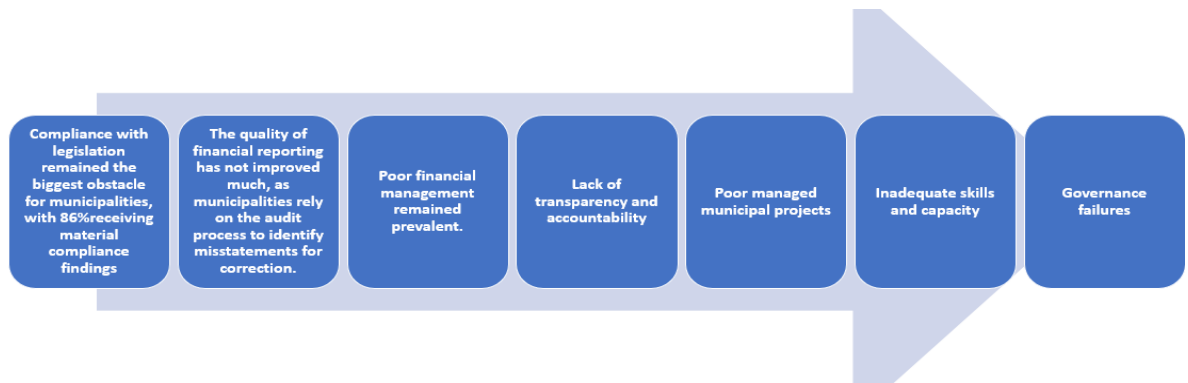 Compliance with
legislation
remained the
biggest obstacle
for municipalities,
with 86%receiving
material
compliance
findings
The quality of
financial reporting
has not improved
much, as
municipalities rely
on the audit
process to identify
misstatements for
correction.
Poor financial
management
remained
prevalent.
Lack of
transparency and
accountability
Poor managed
municipal projects
Inadequate skills
and capacity
Governance
failures